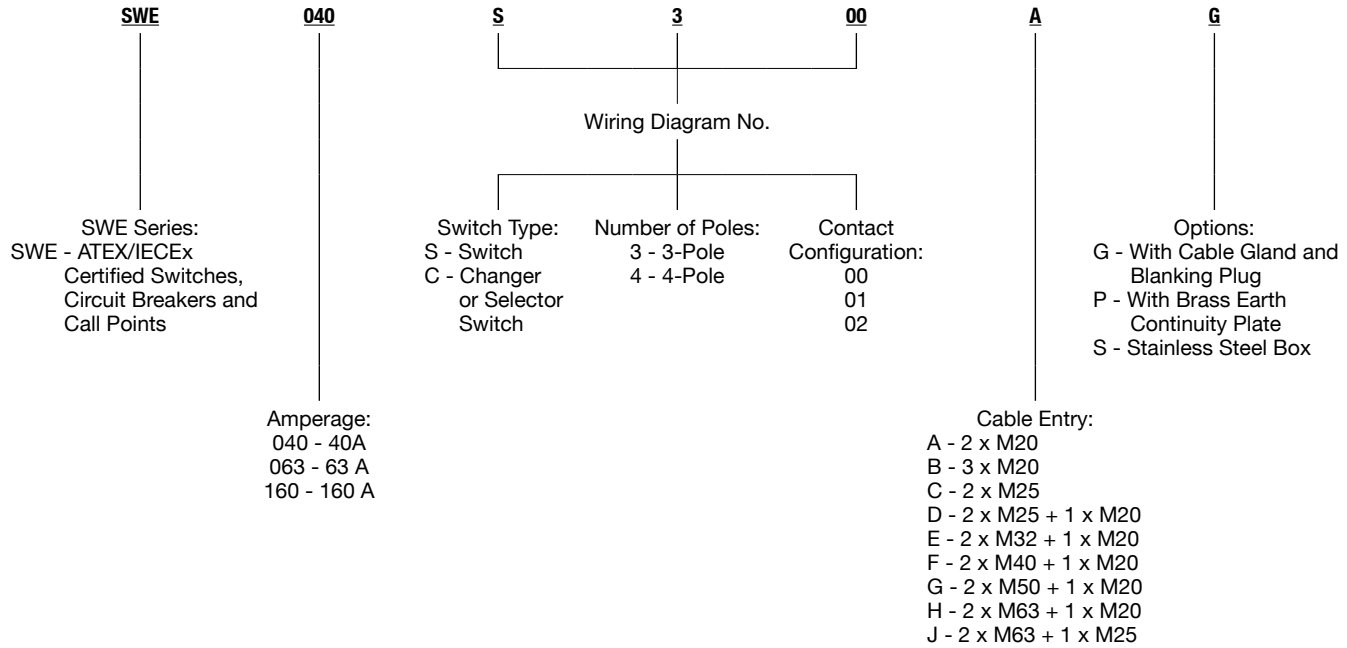 SWE 040 S 3 00 A G
Wiring Diagram No.
SWE Series:
SWE - ATEX/IECEx
Certified Switches,
Circuit Breakers and
Call Points
Amperage:
040 - 40A
063 - 63 A
160 - 160 A
Switch Type:
S - Switch
C - Changer
or Selector
Switch
Number of Poles:
3 - 3-Pole
4 - 4-Pole
Contact
Configuration:
00
01
02
Cable Entry:
A - 2 x M20
B - 3 x M20
C - 2 x M25
D - 2 x M25 + 1 x M20
E - 2 x M32 + 1 x M20
F - 2 x M40 + 1 x M20
G - 2 x M50 + 1 x M20
H - 2 x M63 + 1 x M20
J - 2 x M63 + 1 x M25
Options:
G - With Cable Gland and
Blanking Plug
P - With Brass Earth
Continuity Plate
S - Stainless Steel Box